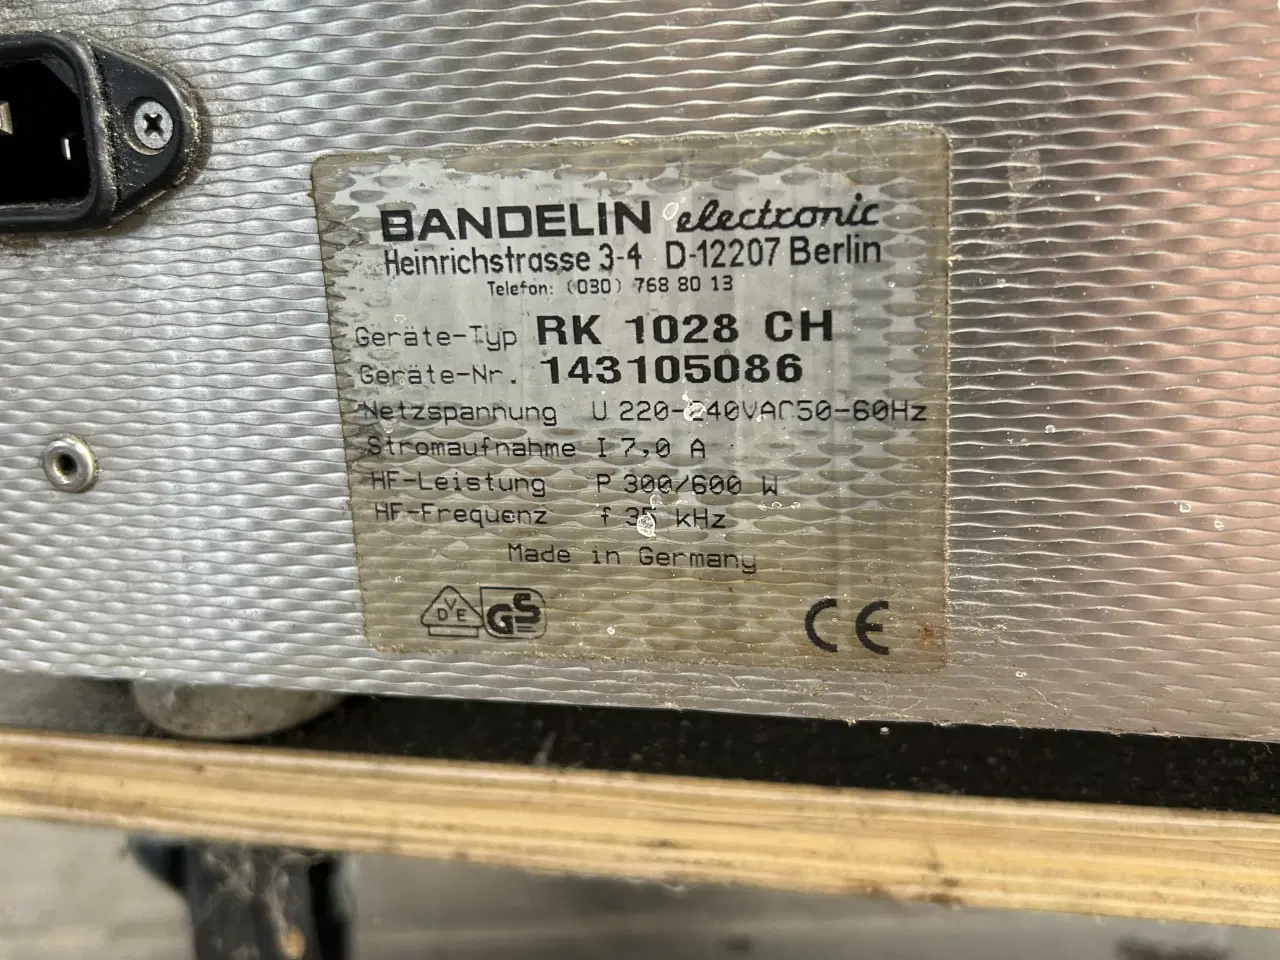 BANDELIN electronic
Heinrichstrasse 3-4 D-12207 Berlin
Telefon: (030) 768 80 13
Geräte-Typ RK 1028 CH
Geräte-Nr. 143105086
Netzspannung U 220-240VAC50-60Hz
Stromaufnahme I 7,0 A
HF-Leistung P 300/600 W
HF-Frequenz f 35 kHz
Made in Germany
DVE GS CE